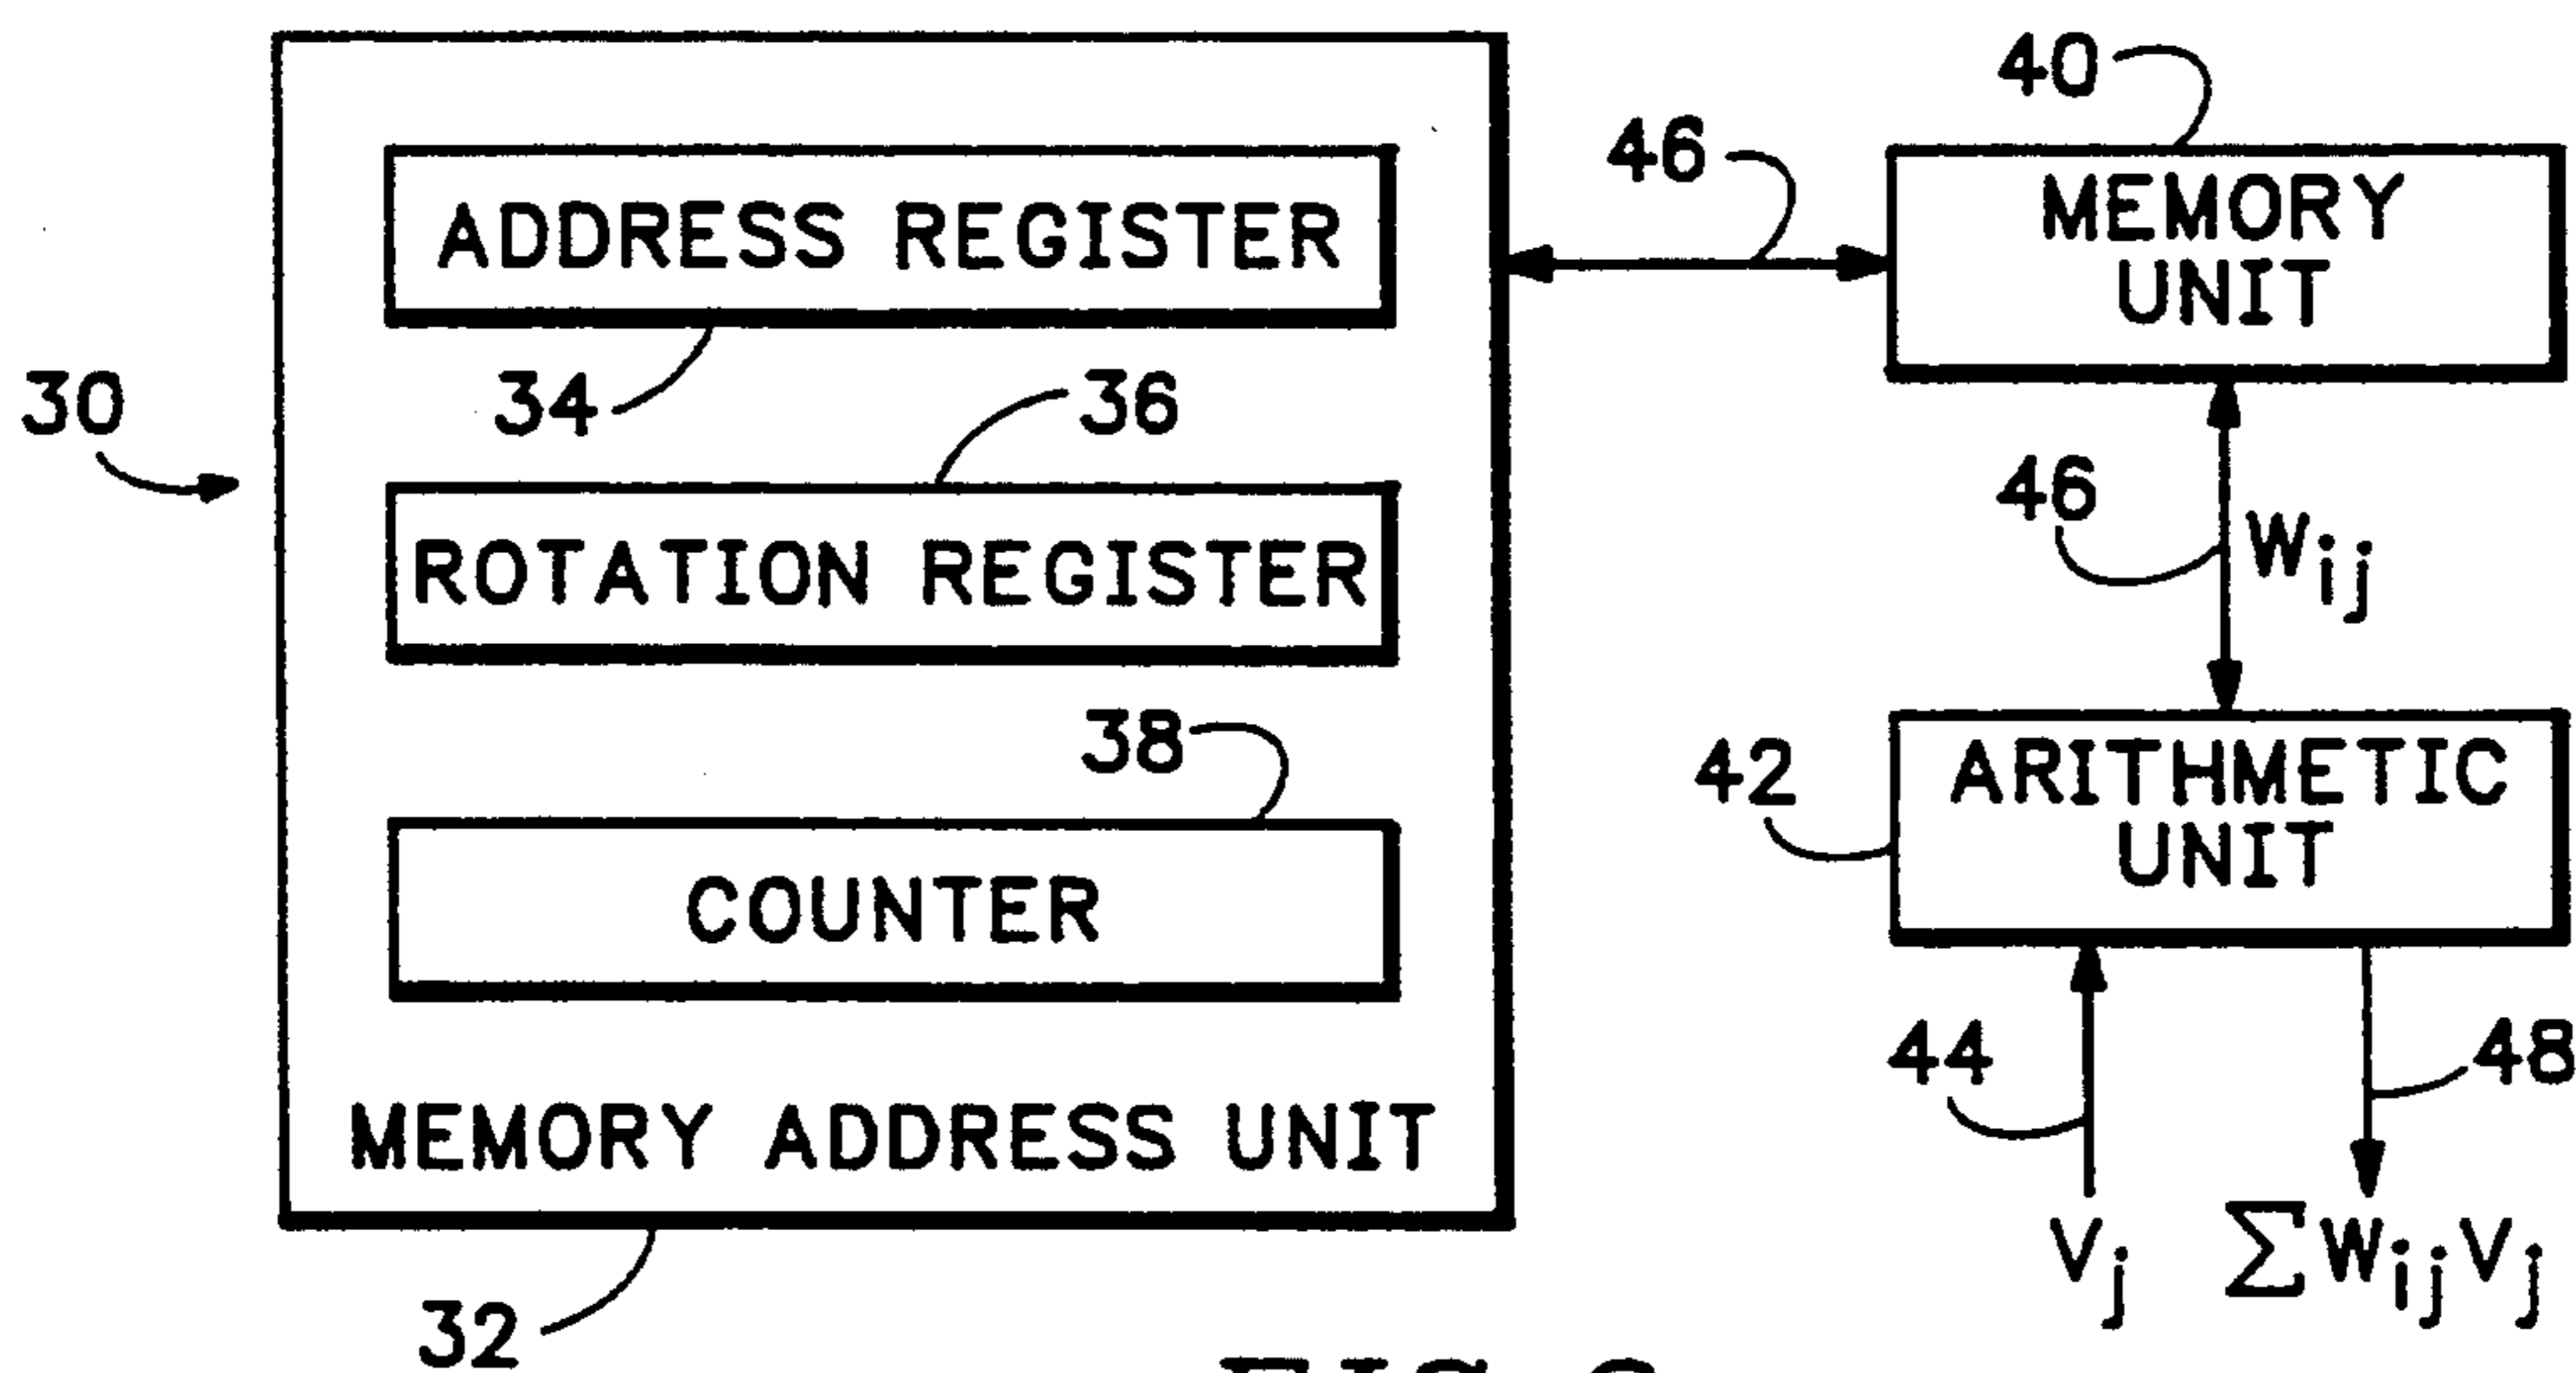 30
ADDRESS REGISTER
34
36
ROTATION REGISTER
38
COUNTER
MEMORY ADDRESS UNIT
32
46
40
MEMORY
UNIT
46
Wij
42
ARITHMETIC
UNIT
44
48
Vj
ΣWijVj